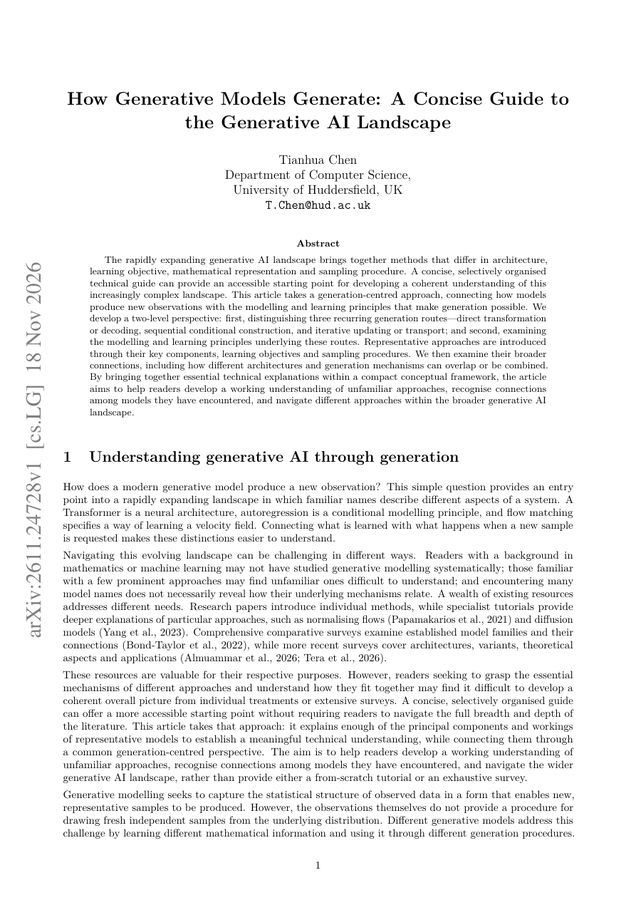 How Generative Models Generate: A Concise Guide to
the Generative AI Landscape
Tianhua Chen
Department of Computer Science,
University of Huddersfield, UK
T.Chen@hud.ac.uk
Abstract
The rapidly expanding generative AI landscape brings together methods that differ in architecture,
learning objective, mathematical representation and sampling procedure. A concise, selectively organised
technical guide can provide an accessible starting point for developing a coherent understanding of this
increasingly complex landscape. This article takes a generation-centred approach, connecting how models
produce new observations with the modelling and learning principles that make generation possible. We
develop a two-level perspective: first, distinguishing three recurring generation routes—direct transformation
or decoding, sequential conditional construction, and iterative updating or transport; and second, examining
the modelling and learning principles underlying these routes. Representative approaches are introduced
through their key components, learning objectives and sampling procedures. We then examine their broader
connections, including how different architectures and generation mechanisms can overlap or be combined.
By bringing together essential technical explanations within a compact conceptual framework, the article
aims to help readers develop a working understanding of unfamiliar approaches, recognise connections
among models they have encountered, and navigate different approaches within the broader generative AI
landscape.
1 Understanding generative AI through generation
How does a modern generative model produce a new observation? This simple question provides an entry
point into a rapidly expanding landscape in which familiar names describe different aspects of a system. A
Transformer is a neural architecture, autoregression is a conditional modelling principle, and flow matching
specifies a way of learning a velocity field. Connecting what is learned with what happens when a new sample
is requested makes these distinctions easier to understand.
Navigating this evolving landscape can be challenging in different ways. Readers with a background in
mathematics or machine learning may not have studied generative modelling systematically; those familiar
with a few prominent approaches may find unfamiliar ones difficult to understand; and encountering many
model names does not necessarily reveal how their underlying mechanisms relate. A wealth of existing resources
addresses different needs. Research papers introduce individual methods, while specialist tutorials provide
deeper explanations of particular approaches, such as normalising flows (Papamakarios et al., 2021) and diffusion
models (Yang et al., 2023). Comprehensive comparative surveys examine established model families and their
connections (Bond-Taylor et al., 2022), while more recent surveys cover architectures, variants, theoretical
aspects and applications (Almuammar et al., 2026; Tera et al., 2026).
These resources are valuable for their respective purposes. However, readers seeking to grasp the essential
mechanisms of different approaches and understand how they fit together may find it difficult to develop a
coherent overall picture from individual treatments or extensive surveys. A concise, selectively organised guide
can offer a more accessible starting point without requiring readers to navigate the full breadth and depth of
the literature. This article takes that approach: it explains enough of the principal components and workings
of representative models to establish a meaningful technical understanding, while connecting them through
a common generation-centred perspective. The aim is to help readers develop a working understanding of
unfamiliar approaches, recognise connections among models they have encountered, and navigate the wider
generative AI landscape, rather than provide either a from-scratch tutorial or an exhaustive survey.
Generative modelling seeks to capture the statistical structure of observed data in a form that enables new,
representative samples to be produced. However, the observations themselves do not provide a procedure for
drawing fresh independent samples from the underlying distribution. Different generative models address this
challenge by learning different mathematical information and using it through different generation procedures.
1
arXiv:2611.24728v1 [cs.LG] 18 Nov 2026